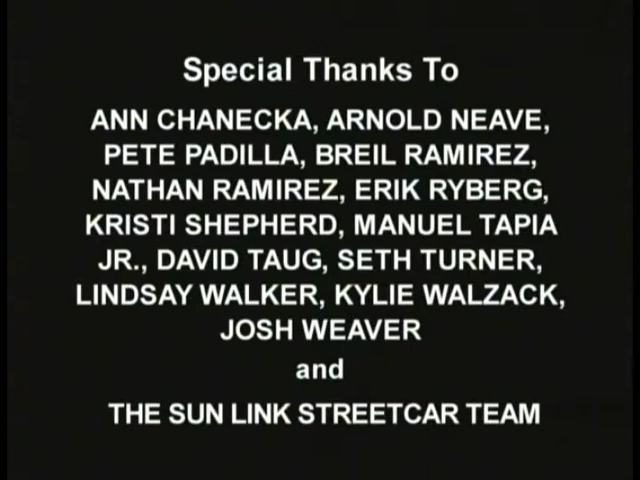 Special Thanks To
ANN CHANECKA, ARNOLD NEAVE,
PETE PADILLA, BREIL RAMIREZ,
NATHAN RAMIREZ, ERIK RYBERG,
KRISTI SHEPHERD, MANUEL TAPIA
JR., DAVID TAUG, SETH TURNER,
LINDSAY WALKER, KYLIE WALZACK,
JOSH WEAVER
and
THE SUN LINK STREETCAR TEAM